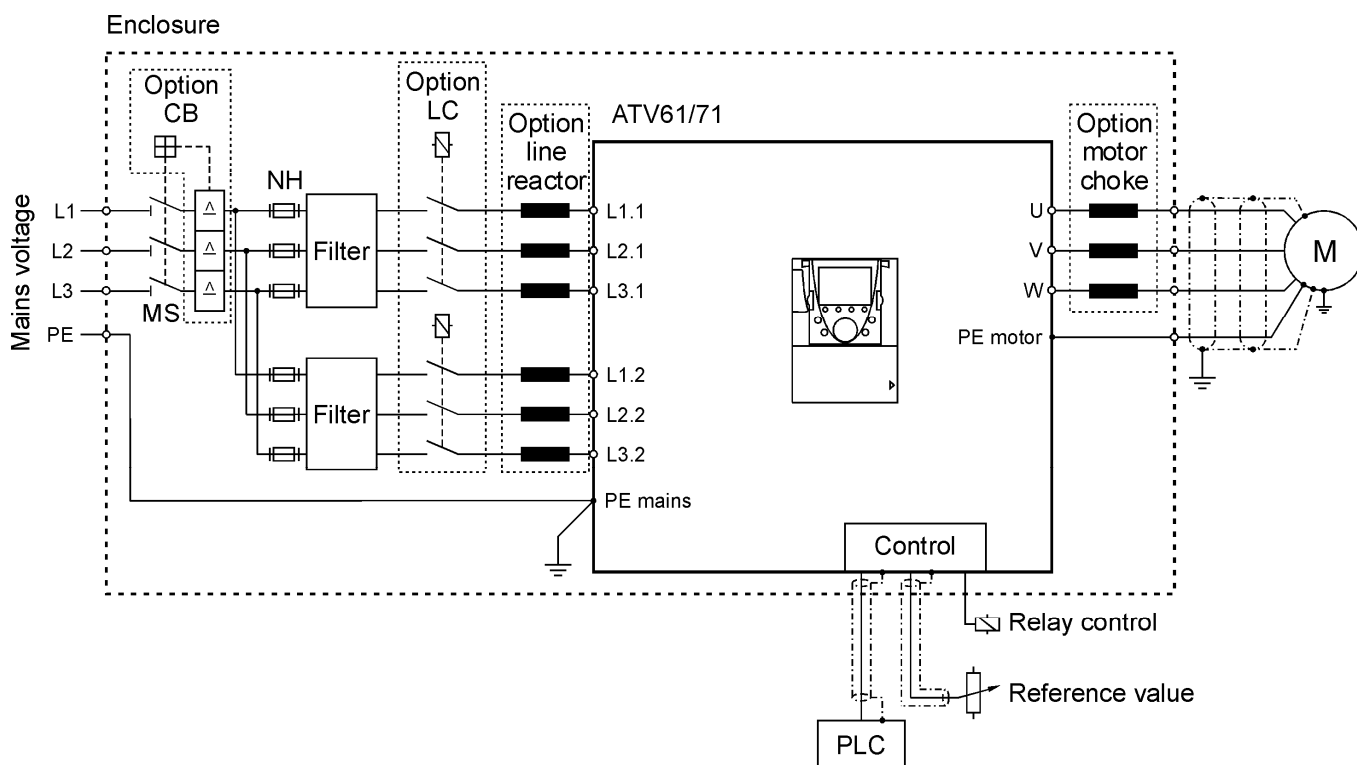 Enclosure
Option
CB
Option
LC
Option
line
reactor
ATV61/71
Option
motor
choke
Mains voltage
L1
L2
L3
PE
MS
NH
Filter
Filter
L1.1
L2.1
L3.1
L1.2
L2.2
L3.2
PE mains
U
V
W
PE motor
M
Control
Relay control
Reference value
PLC